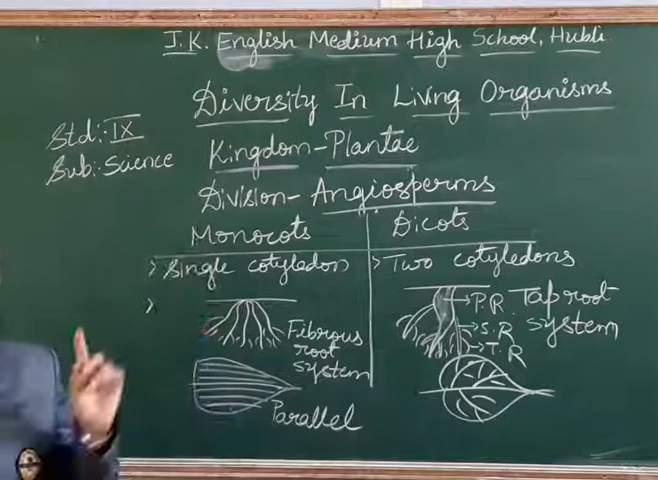 J.K. English Medium High School, Hubli
Diversity In Living Organisms
Std:- IX
Sub:- Science
Kingdom-Plantae
Division- Angiosperms
Monocots
Dicots
> Single cotyledon
> Two cotyledons
>
Fibrous
root
system
Parallel
→P.R.
→S.R
→T.R
Tap root
system